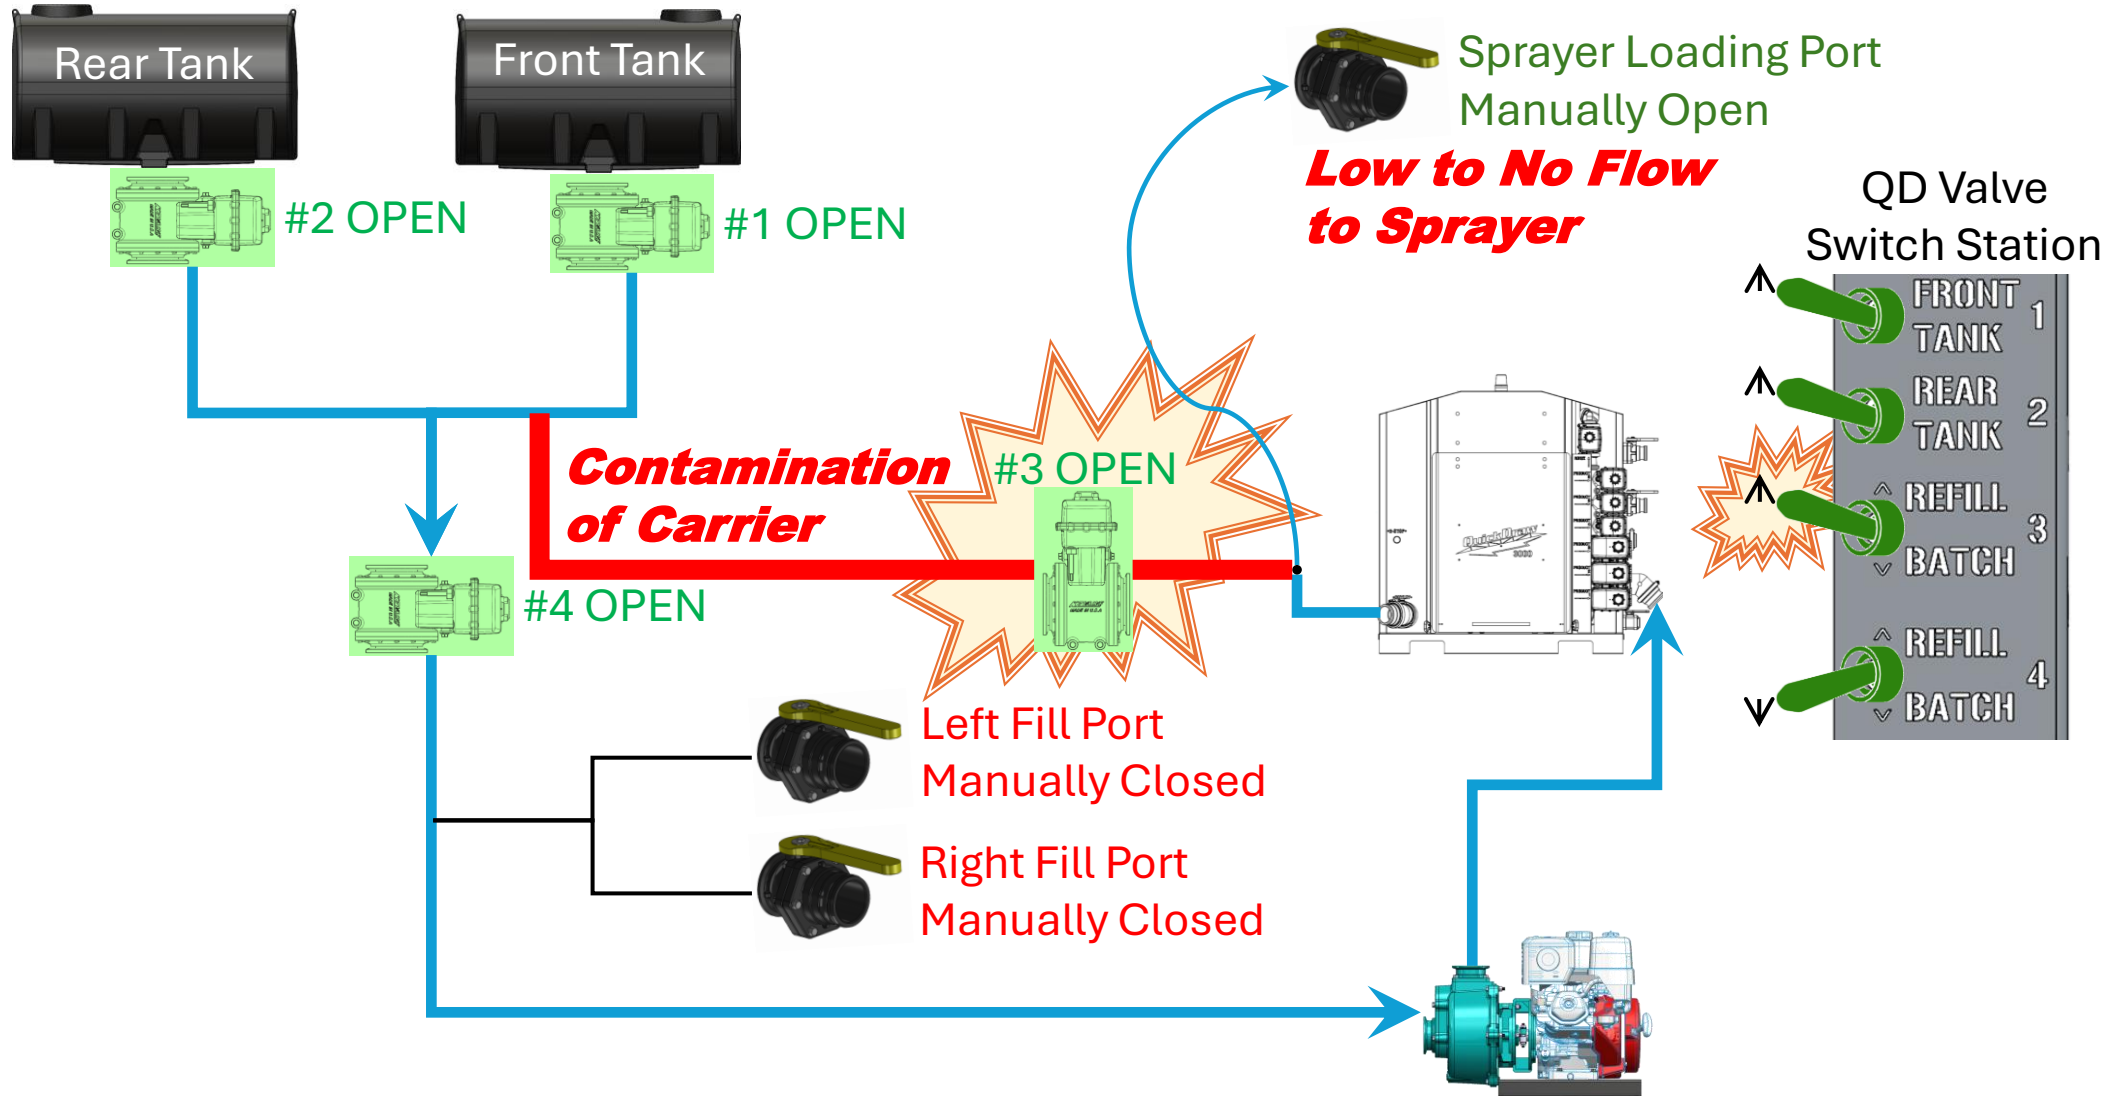 Rear Tank
Front Tank
Sprayer Loading Port
Manually Open
Low to No Flow
to Sprayer
QD Valve
Switch Station
#2 OPEN
#1 OPEN
FRONT
TANK
1
REAR
TANK
2
^ REFILL
3
v BATCH
^ REFILL
4
v BATCH
Contamination
of Carrier
#3 OPEN
#4 OPEN
QuickDraw
3000
Left Fill Port
Manually Closed
Right Fill Port
Manually Closed